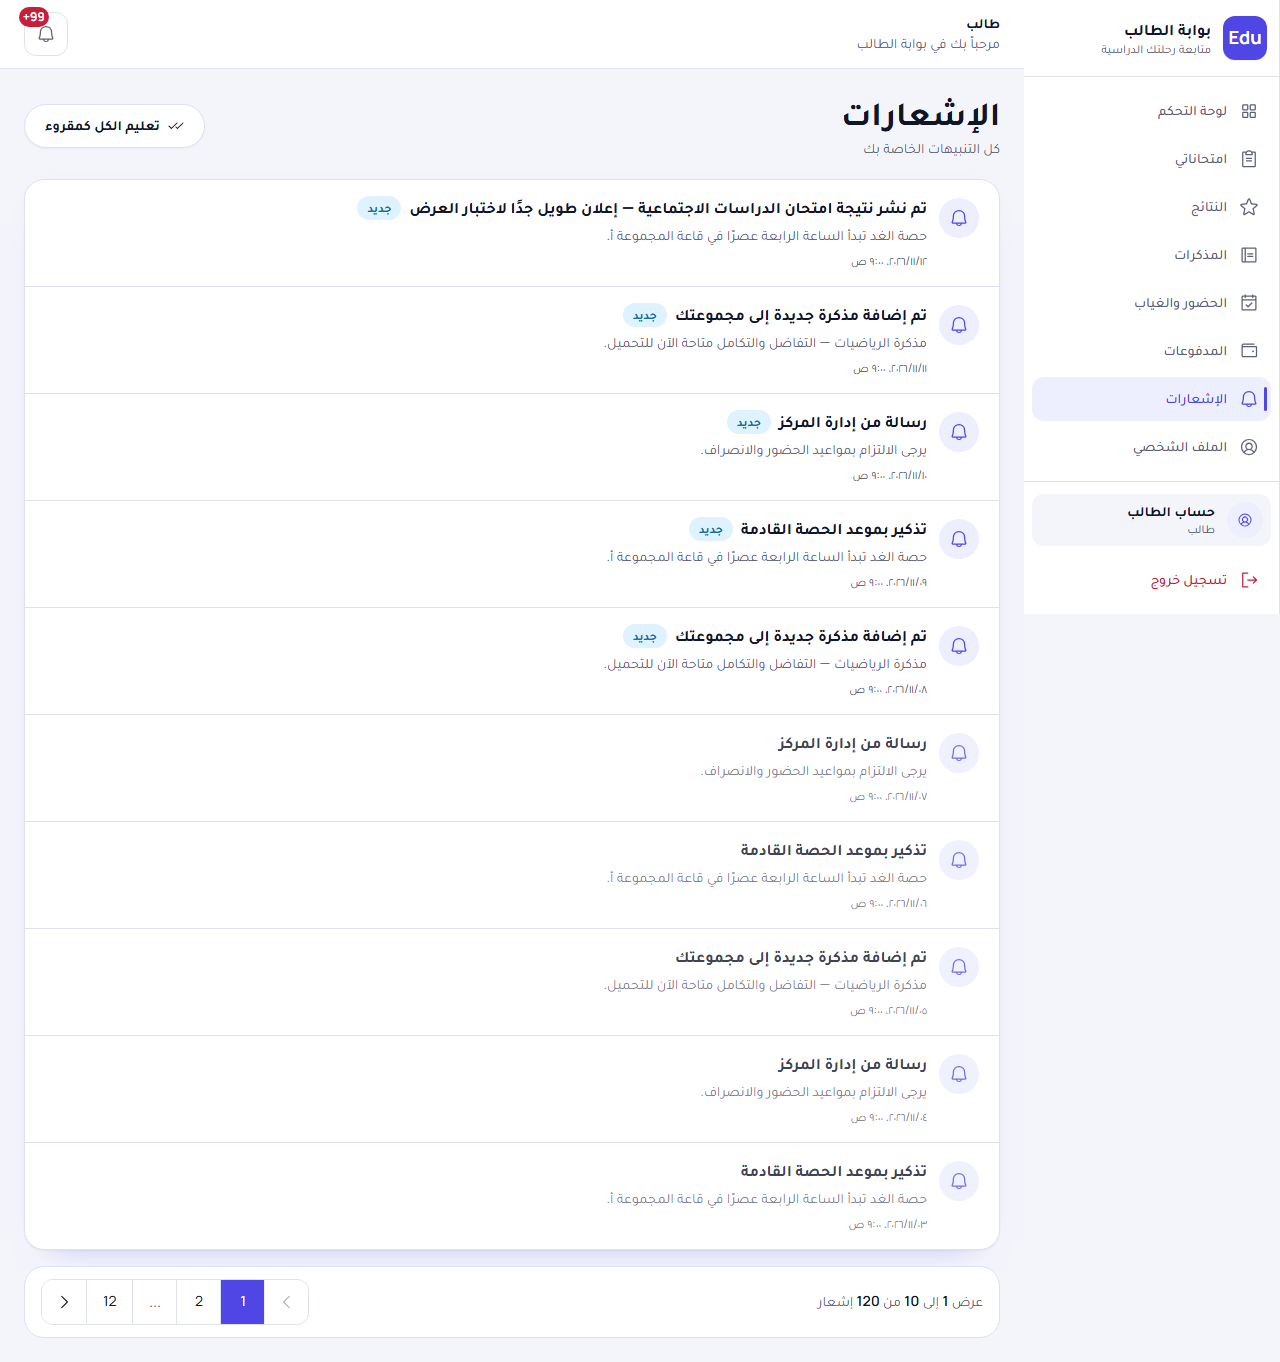 Edu
بوابة الطالب
متابعة رحلتك الدراسية
طالب
مرحباً بك في بوابة الطالب
+99
لوحة التحكم
امتحاناتي
النتائج
المذكرات
الحضور والغياب
المدفوعات
الإشعارات
الملف الشخصي
حساب الطالب
طالب
تسجيل خروج
الإشعارات
كل التنبيهات الخاصة بك
تعليم الكل كمقروء
تم نشر نتيجة امتحان الدراسات الاجتماعية — إعلان طويل جدًا لاختبار العرض جديد
حصة الغد تبدأ الساعة الرابعة عصرًا في قاعة المجموعة أ.
٢٠٢٦/١١/١٢، ٩:٠٠ ص
تم إضافة مذكرة جديدة إلى مجموعتك جديد
مذكرة الرياضيات — التفاضل والتكامل متاحة الآن للتحميل.
٢٠٢٦/١١/١١، ٩:٠٠ ص
رسالة من إدارة المركز جديد
يرجى الالتزام بمواعيد الحضور والانصراف.
٢٠٢٦/١١/١٠، ٩:٠٠ ص
تذكير بموعد الحصة القادمة جديد
حصة الغد تبدأ الساعة الرابعة عصرًا في قاعة المجموعة أ.
٢٠٢٦/١١/٠٩، ٩:٠٠ ص
تم إضافة مذكرة جديدة إلى مجموعتك جديد
مذكرة الرياضيات — التفاضل والتكامل متاحة الآن للتحميل.
٢٠٢٦/١١/٠٨، ٩:٠٠ ص
رسالة من إدارة المركز
يرجى الالتزام بمواعيد الحضور والانصراف.
٢٠٢٦/١١/٠٧، ٩:٠٠ ص
تذكير بموعد الحصة القادمة
حصة الغد تبدأ الساعة الرابعة عصرًا في قاعة المجموعة أ.
٢٠٢٦/١١/٠٦، ٩:٠٠ ص
تم إضافة مذكرة جديدة إلى مجموعتك
مذكرة الرياضيات — التفاضل والتكامل متاحة الآن للتحميل.
٢٠٢٦/١١/٠٥، ٩:٠٠ ص
رسالة من إدارة المركز
يرجى الالتزام بمواعيد الحضور والانصراف.
٢٠٢٦/١١/٠٤، ٩:٠٠ ص
تذكير بموعد الحصة القادمة
حصة الغد تبدأ الساعة الرابعة عصرًا في قاعة المجموعة أ.
٢٠٢٦/١١/٠٣، ٩:٠٠ ص
عرض 1 إلى 10 من 120 إشعار
1 2 ... 12